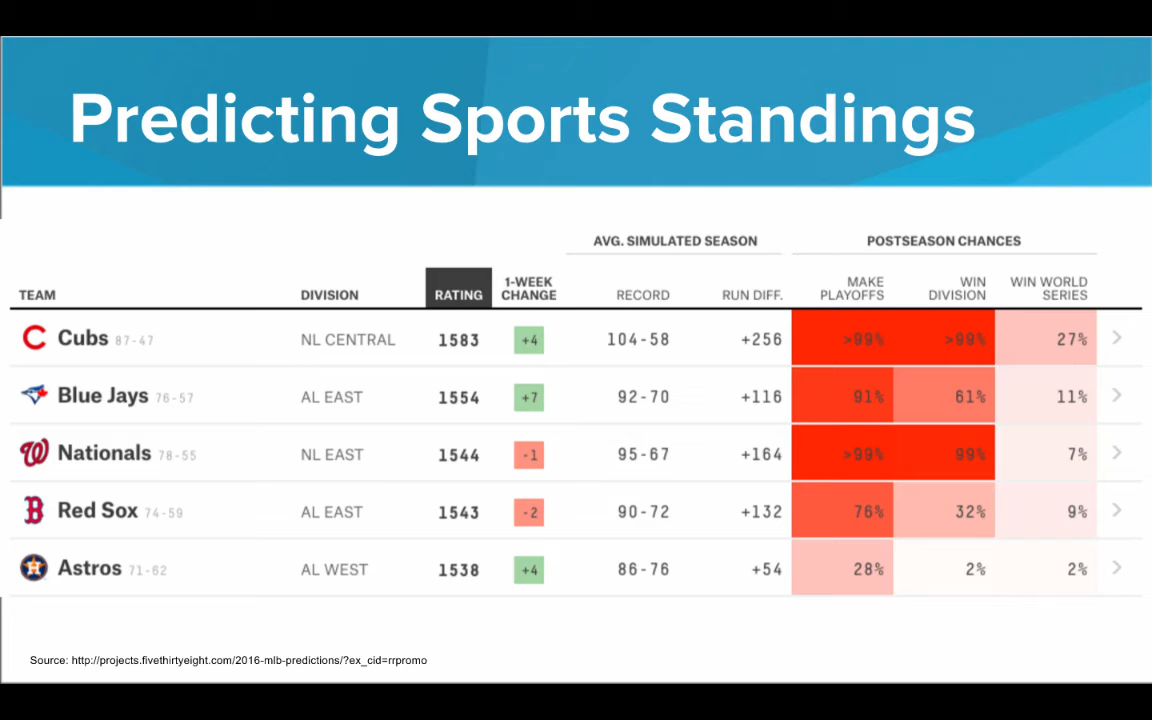 Predicting Sports Standings
AVG. SIMULATED SEASON POSTSEASON CHANCES
TEAM DIVISION RATING 1-WEEK CHANGE RECORD RUN DIFF. MAKE PLAYOFFS WIN DIVISION WIN WORLD SERIES
C Cubs 87-47 NL CENTRAL 1583 +4 104-58 +256 >99% >99% 27%
Blue Jays 76-57 AL EAST 1554 +7 92-70 +116 91% 61% 11%
W Nationals 78-55 NL EAST 1544 -1 95-67 +164 >99% 99% 7%
B Red Sox 74-59 AL EAST 1543 -2 90-72 +132 76% 32% 9%
H Astros 71-62 AL WEST 1538 +4 86-76 +54 28% 2% 2%
Source: http://projects.fivethirtyeight.com/2016-mlb-predictions/?ex_cid=rrpromo